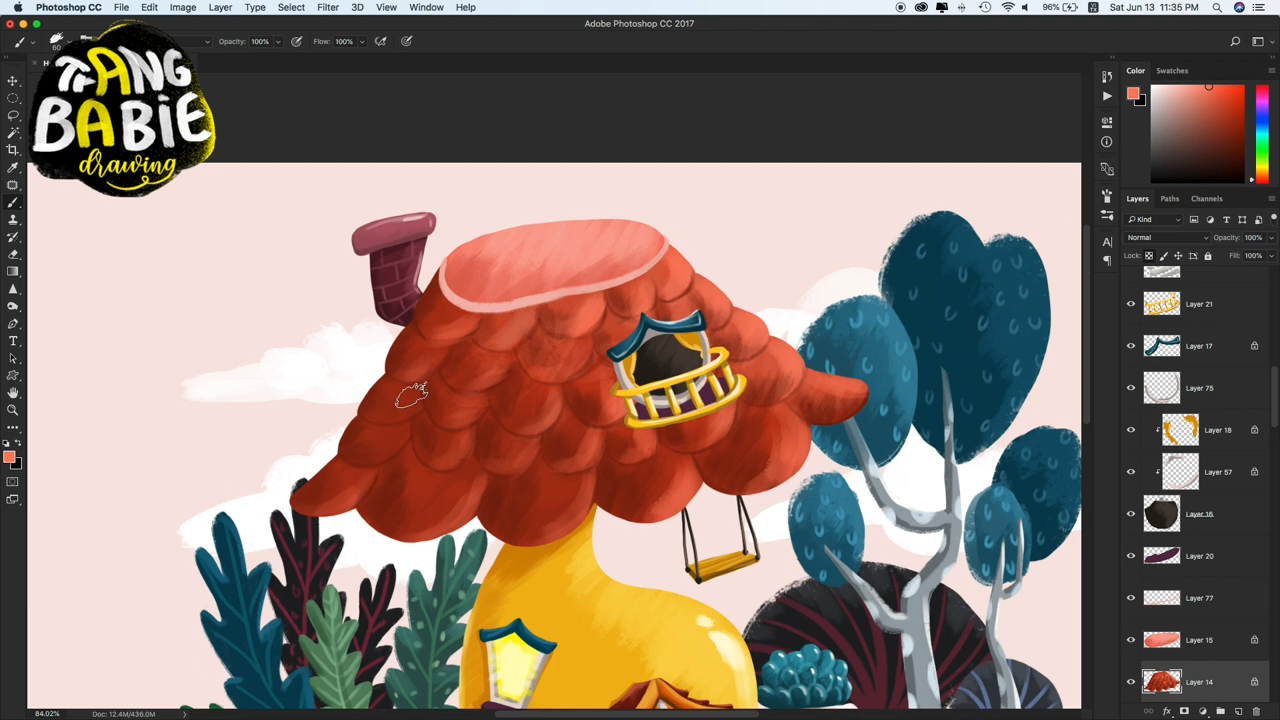 Photoshop File Edit Image Layer Type Select Filter 3D View Window Help
96% Sat Jun 13 11:35 PM
Adobe Photoshop CC 2017
60 Opacity: 100% Flow: 100%
TrANG
BABiE
drawing
Color Swatches
Layers Paths Channels
Kind
Normal Opacity: 100%
Lock: Fill: 100%
Layer 21
Layer 17
Layer 75
Layer 18
Layer 57
Layer 16
Layer 20
Layer 77
Layer 15
Layer 14
84.02% Doc: 12.4M/436.0M